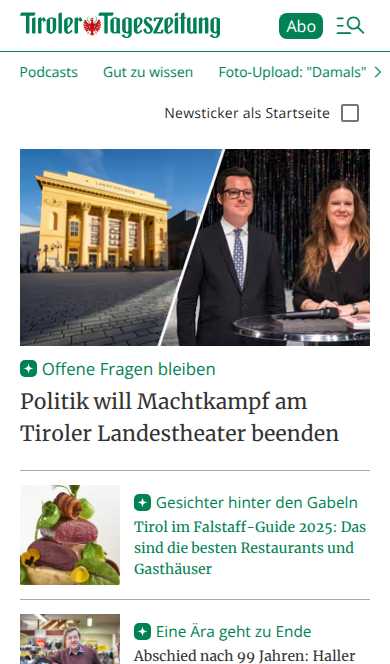 Tiroler Tageszeitung
Abo
Podcasts Gut zu wissen Foto-Upload: "Damals"
Newsticker als Startseite
Offene Fragen bleiben
Politik will Machtkampf am
Tiroler Landestheater beenden
Gesichter hinter den Gabeln
Tirol im Falstaff-Guide 2025: Das
sind die besten Restaurants und
Gasthäuser
Eine Ära geht zu Ende
Abschied nach 99 Jahren: Haller